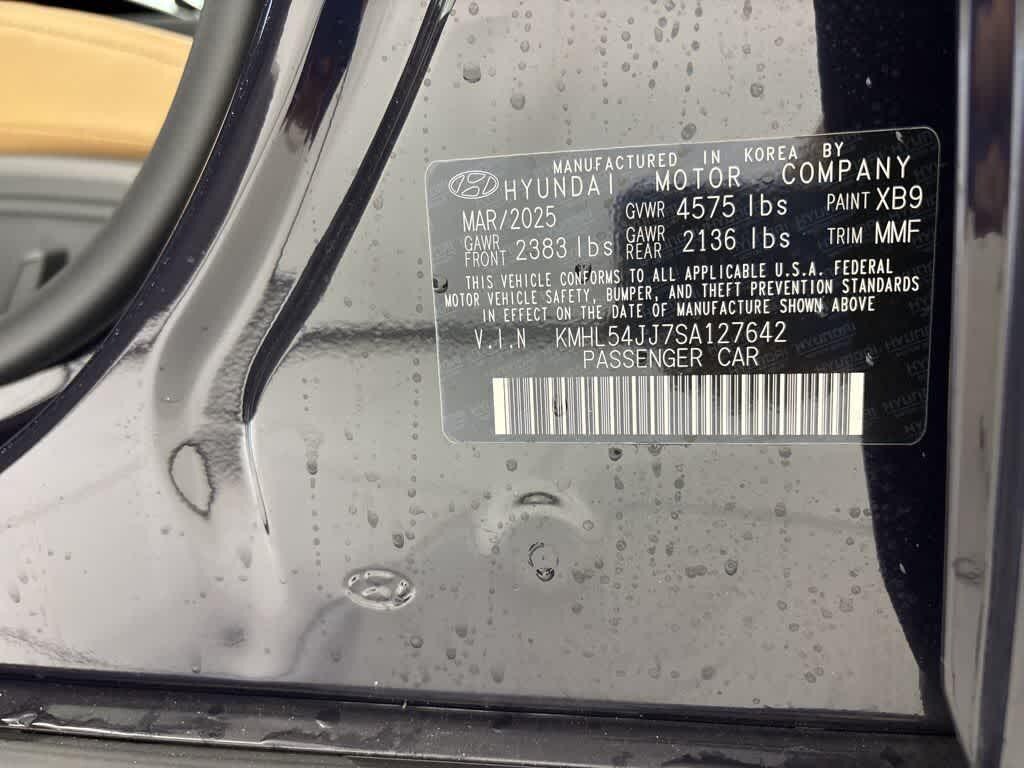 MANUFACTURED IN KOREA BY
HYUNDAI MOTOR COMPANY
MAR/2025 GVWR 4575 lbs PAINT XB9
GAWR FRONT 2383 lbs GAWR REAR 2136 lbs TRIM MMF
THIS VEHICLE CONFORMS TO ALL APPLICABLE U.S.A. FEDERAL
MOTOR VEHICLE SAFETY, BUMPER, AND THEFT PREVENTION STANDARDS
IN EFFECT ON THE DATE OF MANUFACTURE SHOWN ABOVE
V.I.N KMHL54JJ7SA127642
PASSENGER CAR